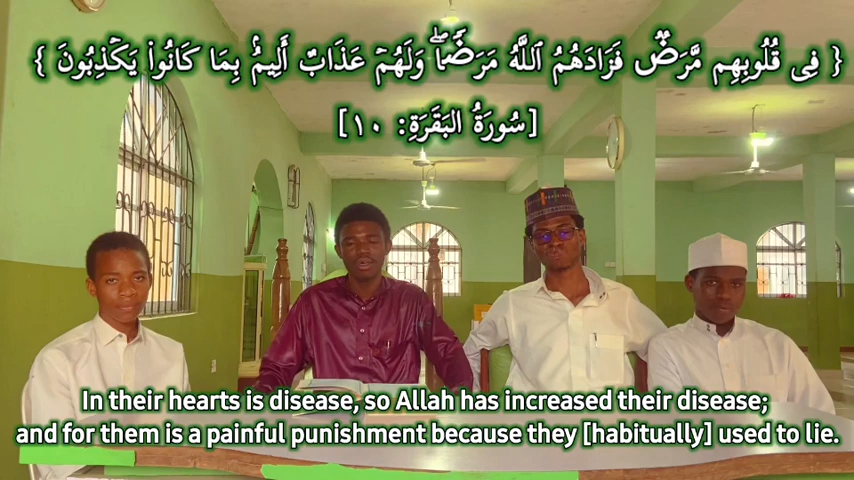 { فِى قُلُوبِهِم مَّرَضٌۭ فَزَادَهُمُ ٱللَّهُ مَرَضًۭا ۖ وَلَهُمْ عَذَابٌ أَلِيمٌۢ بِمَا كَانُوا۟ يَكْذِبُونَ }
[سُورَةُ البَقَرَةِ: ١٠]
In their hearts is disease, so Allah has increased their disease;
and for them is a painful punishment because they [habitually] used to lie.